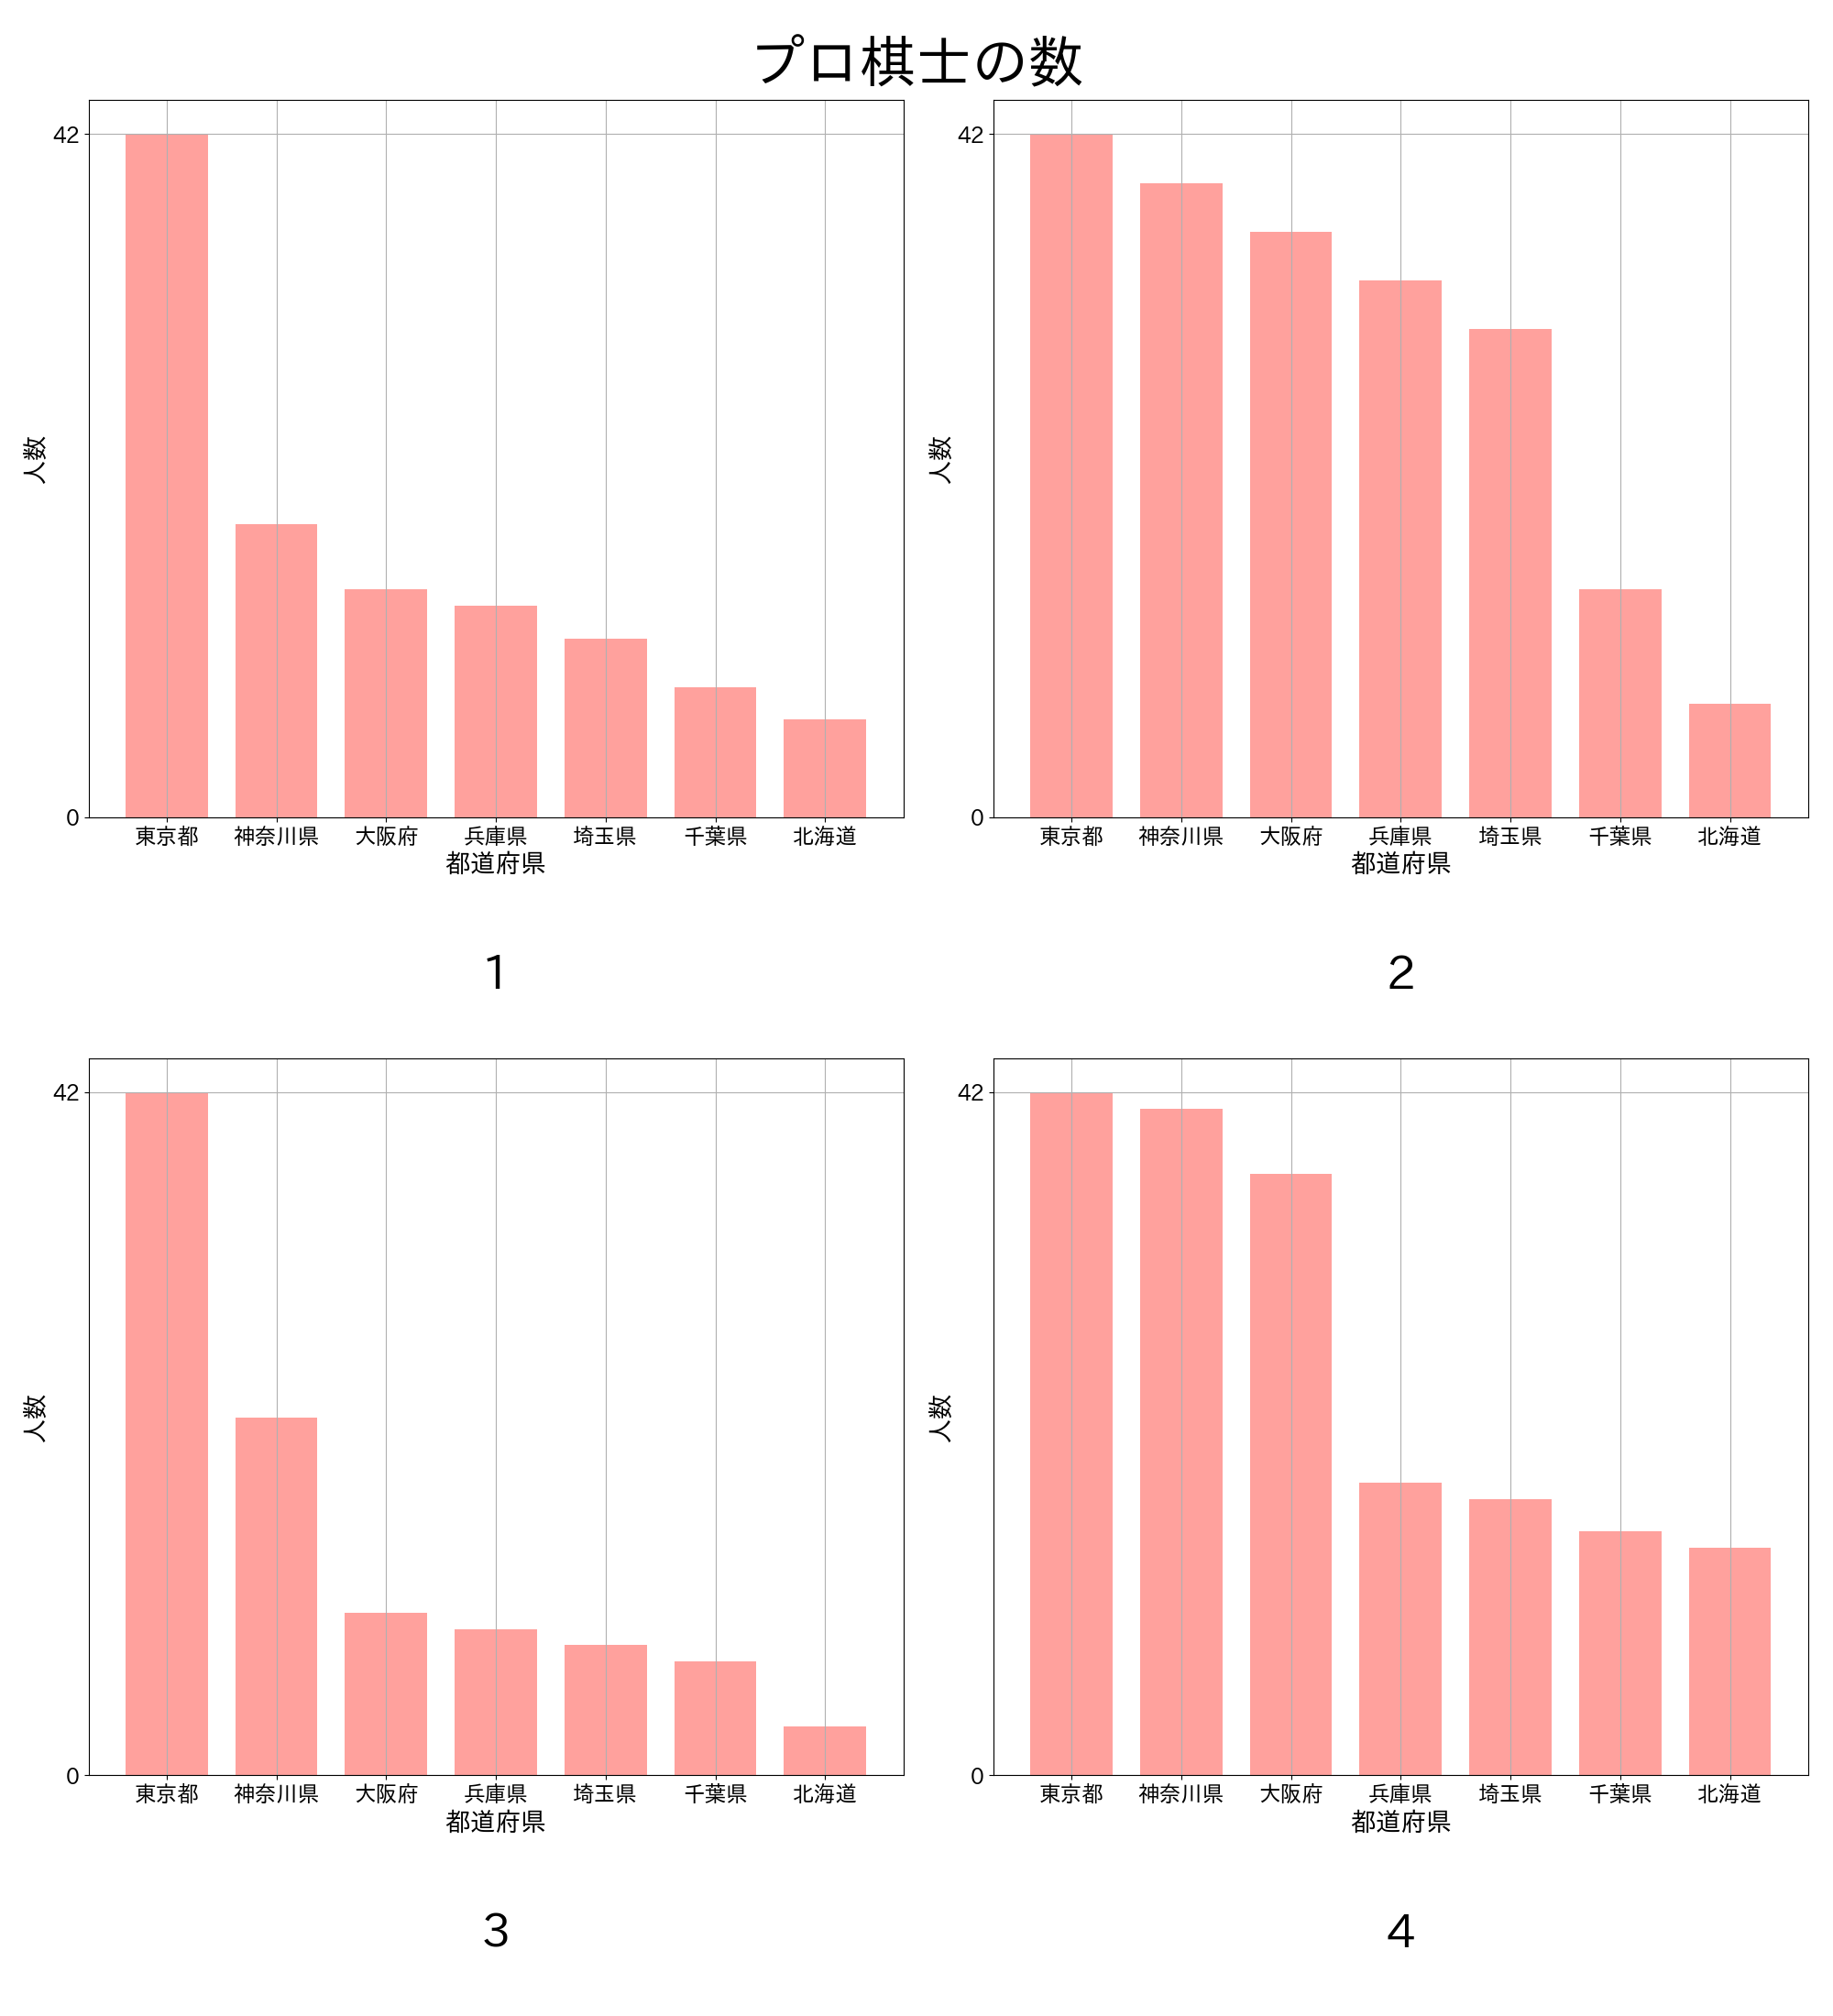 プロ棋士の数
42
0
人数
東京都 神奈川県 大阪府 兵庫県 埼玉県 千葉県 北海道
都道府県
1
42
0
人数
東京都 神奈川県 大阪府 兵庫県 埼玉県 千葉県 北海道
都道府県
2
42
0
人数
東京都 神奈川県 大阪府 兵庫県 埼玉県 千葉県 北海道
都道府県
3
42
0
人数
東京都 神奈川県 大阪府 兵庫県 埼玉県 千葉県 北海道
都道府県
4